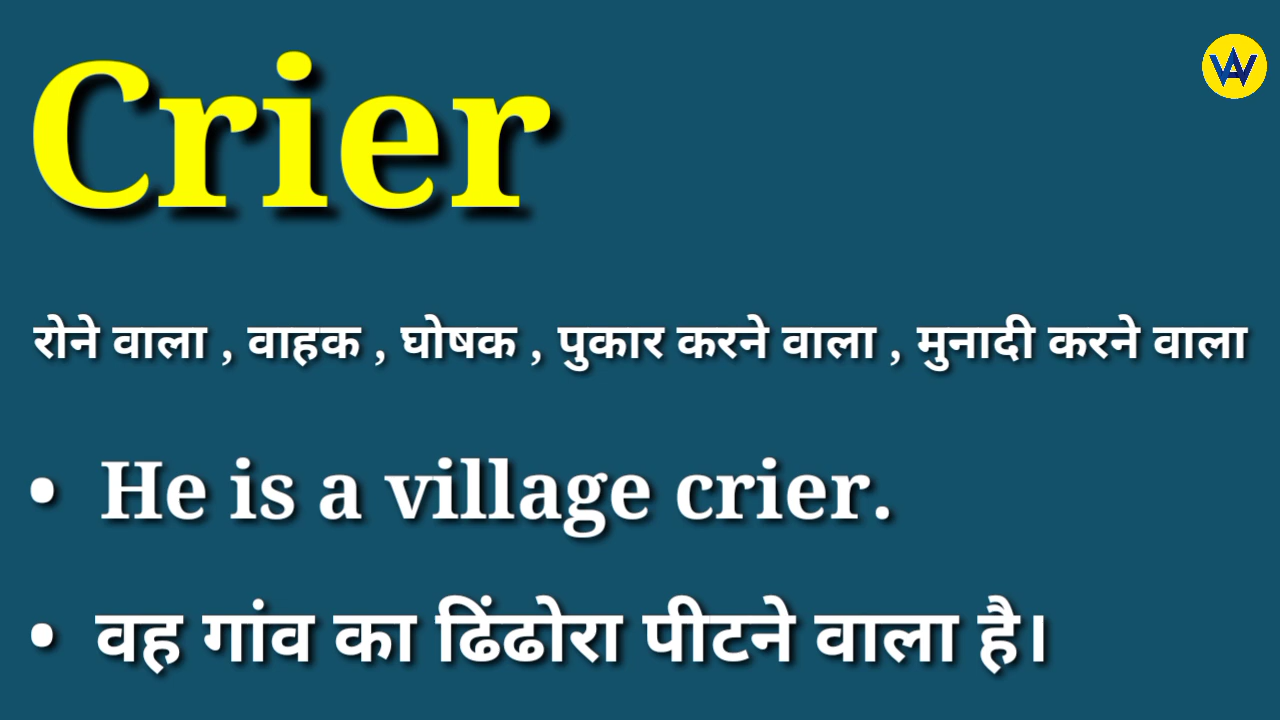 Crier
रोने वाला , वाहक , घोषक , पुकार करने वाला , मुनादी करने वाला
• He is a village crier.
• वह गांव का ढिंढोरा पीटने वाला है।